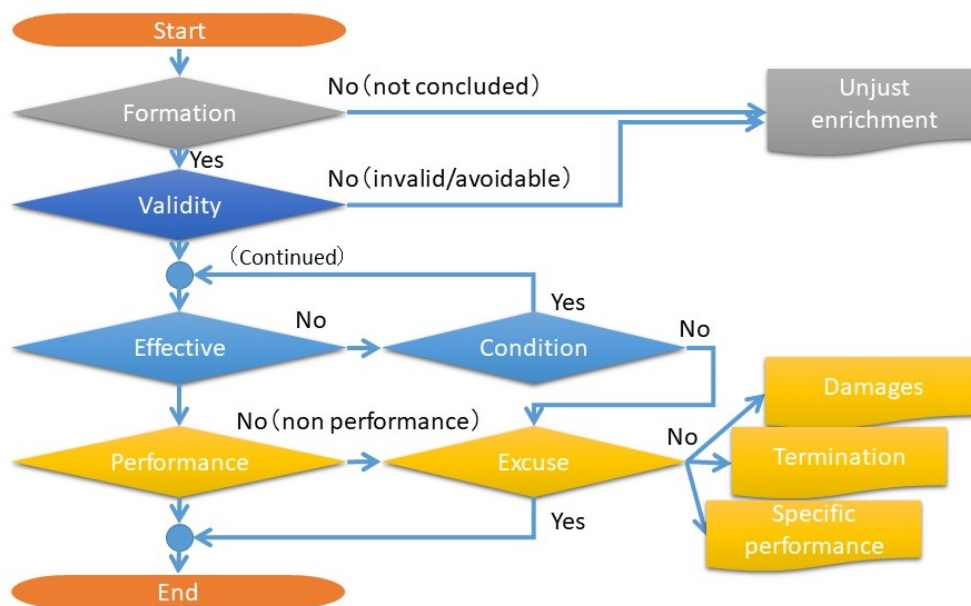 Start
Formation
No（not concluded）
Unjust
enrichment
Yes
Validity
No（invalid/avoidable）
（Continued）
Yes
Effective
No
Condition
No
Damages
No（non performance）
Performance
Excuse
No
Termination
Yes
Specific
performance
End